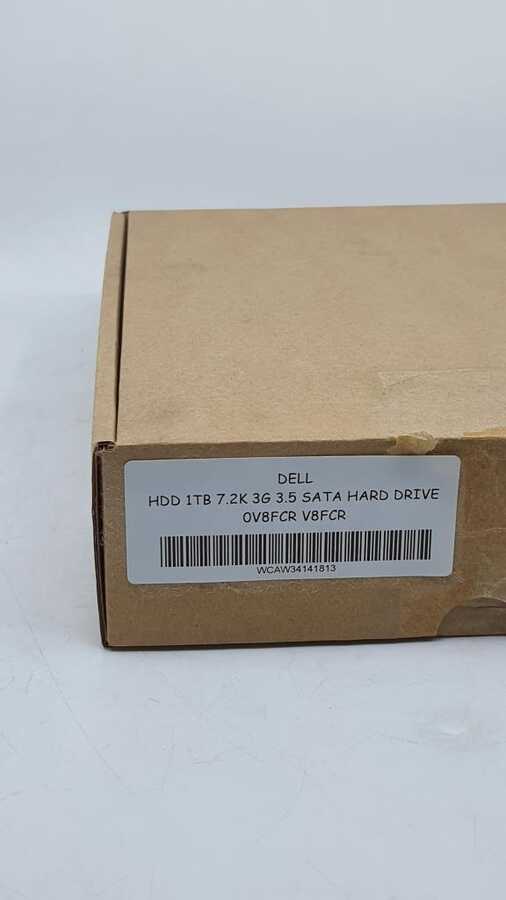 DELL
HDD 1TB 7.2K 3G 3.5 SATA HARD DRIVE
0V8FCR V8FCR
WCAW34141813